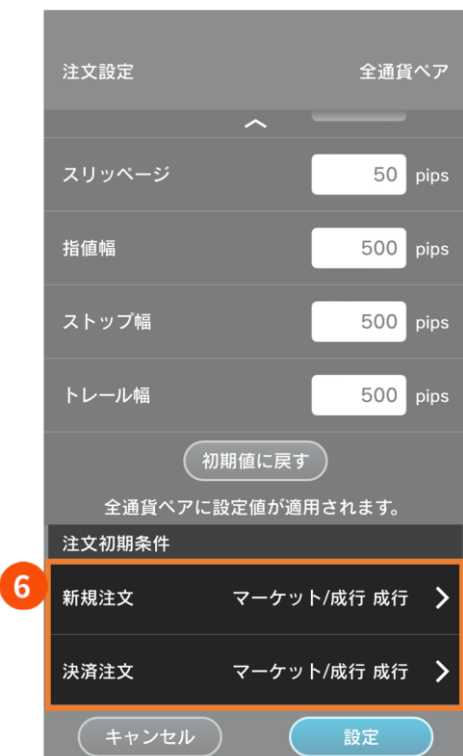 注文設定 全通貨ペア
スリッページ 50 pips
指値幅 500 pips
ストップ幅 500 pips
トレール幅 500 pips
初期値に戻す
全通貨ペアに設定値が適用されます。
注文初期条件
6
新規注文 マーケット/成行 成行
決済注文 マーケット/成行 成行
キャンセル 設定